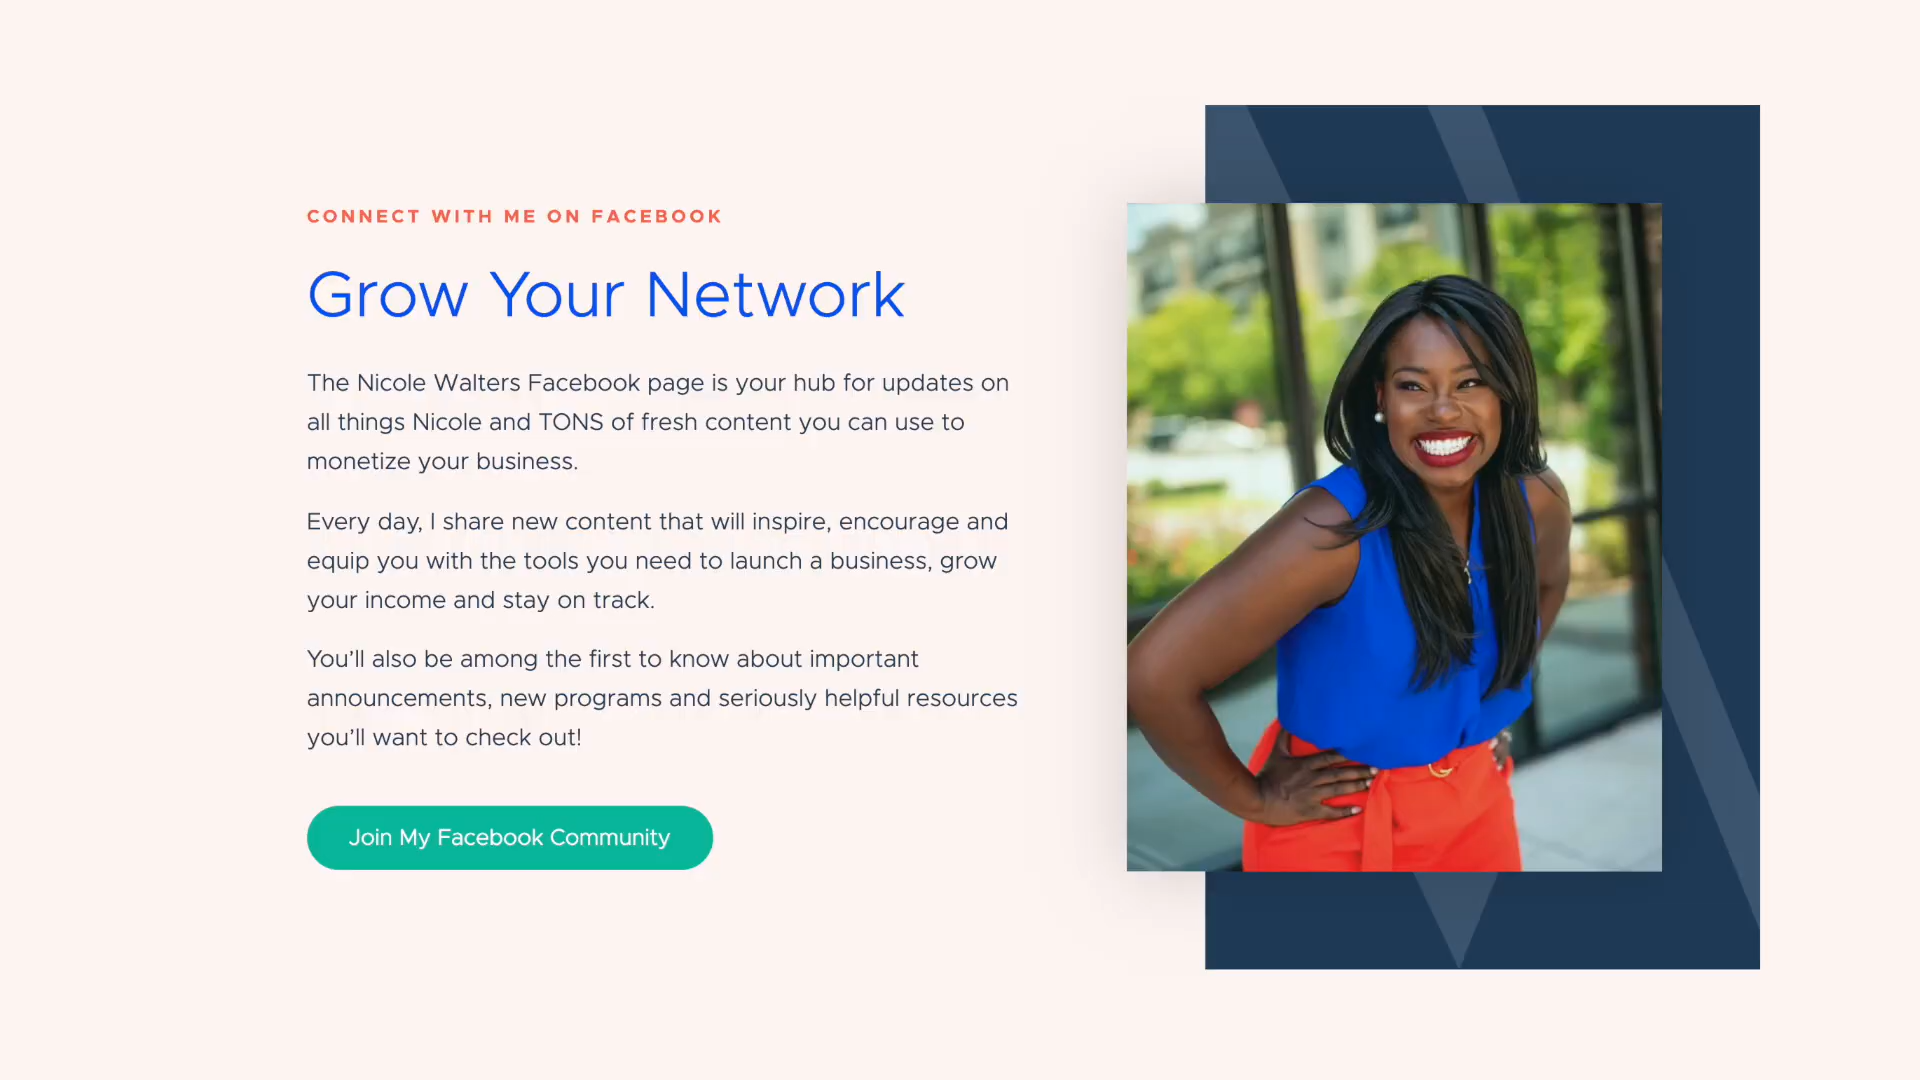 CONNECT WITH ME ON FACEBOOK
Grow Your Network
The Nicole Walters Facebook page is your hub for updates on
all things Nicole and TONS of fresh content you can use to
monetize your business.
Every day, I share new content that will inspire, encourage and
equip you with the tools you need to launch a business, grow
your income and stay on track.
You’ll also be among the first to know about important
announcements, new programs and seriously helpful resources
you’ll want to check out!
Join My Facebook Community